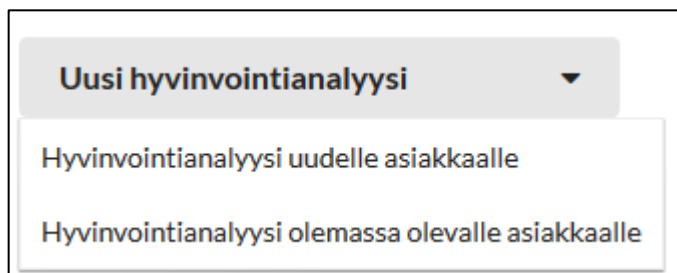 Uusi hyvinvointianalyysi
Hyvinvointianalyysi uudelle asiakkaalle
Hyvinvointianalyysi olemassa olevalle asiakkaalle